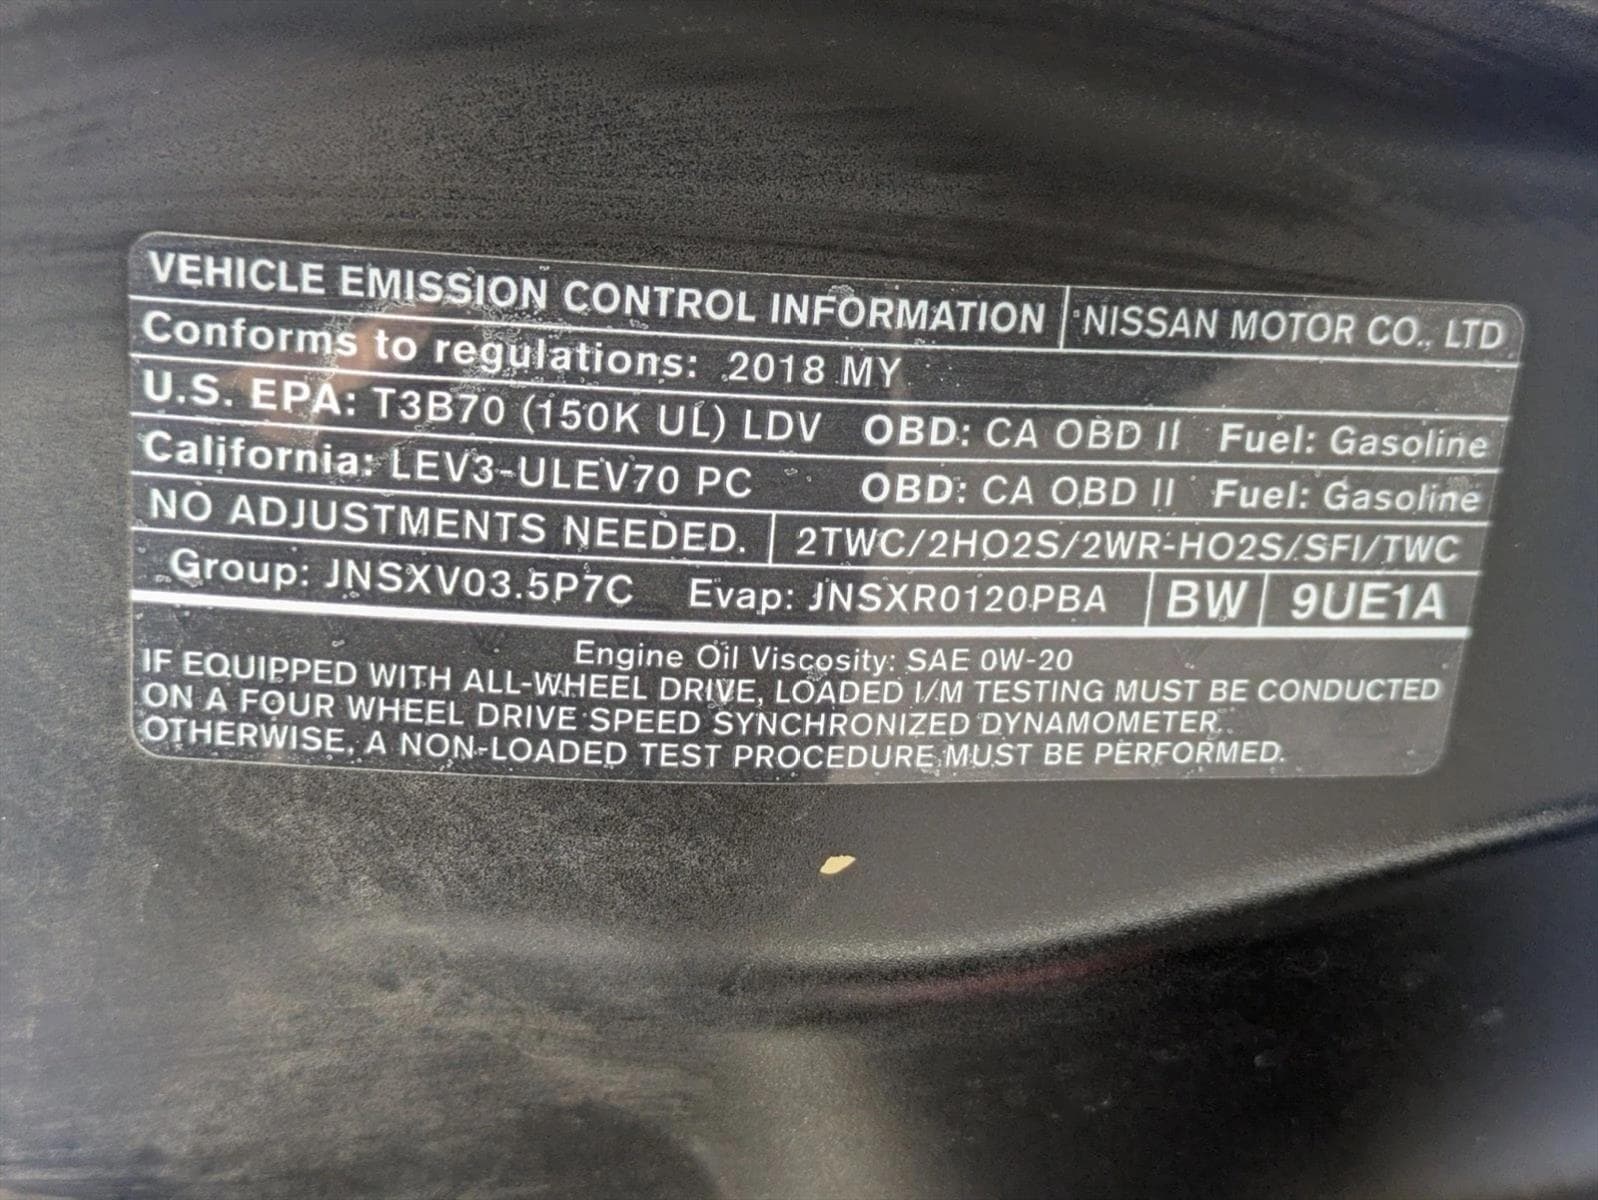 VEHICLE EMISSION CONTROL INFORMATION NISSAN MOTOR CO., LTD
Conforms to regulations: 2018 MY
U.S. EPA: T3B70 (150K UL) LDV OBD: CA OBD II Fuel: Gasoline
California: LEV3-ULEV70 PC OBD: CA OBD II Fuel: Gasoline
NO ADJUSTMENTS NEEDED. 2TWC/2HO2S/2WR-HO2S/SFI/TWC
Group: JNSXV03.5P7C Evap: JNSXR0120PBA BW 9UE1A
Engine Oil Viscosity: SAE 0W-20
IF EQUIPPED WITH ALL-WHEEL DRIVE, LOADED I/M TESTING MUST BE CONDUCTED
ON A FOUR WHEEL DRIVE SPEED SYNCHRONIZED DYNAMOMETER.
OTHERWISE, A NON-LOADED TEST PROCEDURE MUST BE PERFORMED.